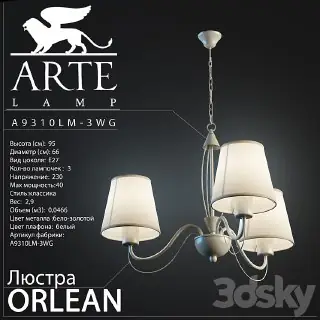 ARTE
LAMP
A9310LM-3WG
Высота (см): 95
Диаметр (см): 66
Вид цоколя: E27
Кол-во лампочек : 3
Напряжение: 230
Мах мощность:40
Стиль:классика
Вес: 2,9
Объем (м3): 0,0466
Цвет металла :бело-золотой
Цвет плафона: белый
Артикул фабрики:
A9310LM-3WG
Люстра
ORLEAN
3dsky